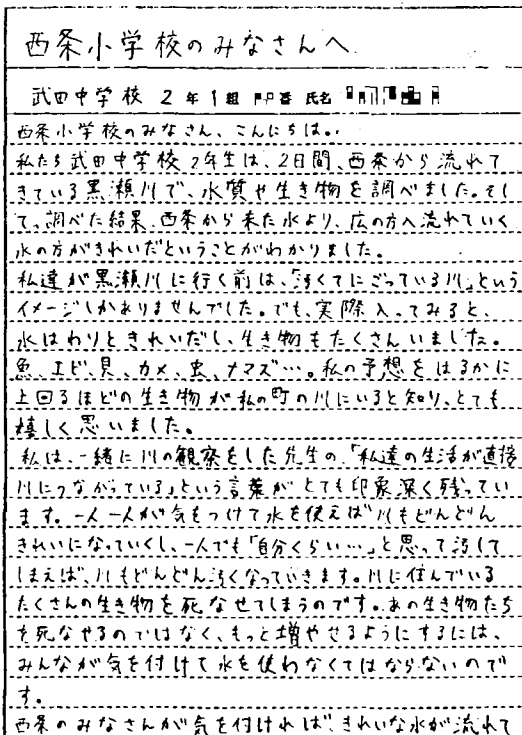 西条小学校のみなさんへ
武田中学校 2年1組 番 氏名
西条小学校のみなさん、こんにちは。
私たち武田中学校2年生は、2日間、西条から流れて
きている黒瀬川で、水質や生き物を調べました。そし
て、調べた結果、西条から来た水より、広の方へ流れていく
水の方がきれいだということがわかりました。
私達が黒瀬川に行く前は、「すくてにごっている川」という
イメージしかありませんでした。でも、実際入ってみると、
水はわりときれいだし、生き物もたくさんいました。
魚、エビ、貝、カメ、虫、ナマズ…。私の予想をはるかに
上回るほどの生き物が私の町の川にいると知り、とても
嬉しく思いました。
私は、一緒に川の観察をした先生の、「私達の生活が直接
川につながっている」という言葉がとても印象深く残ってい
ます。一人一人が気をつけて水を使えば川もどんどん
きれいになっていくし、一人でも「自分くらい…」と思って汚して
しまえば、川もどんどん汚くなっていきます。川に住んでいる
たくさんの生き物を死なせてしまうのです。あの生き物たち
を死なせるのではなく、もっと増やせるようにするには、
みんなが気を付けて水を使わなくてはならないので
す。
西条のみなさんが気を付ければ、きれいな水が流れて